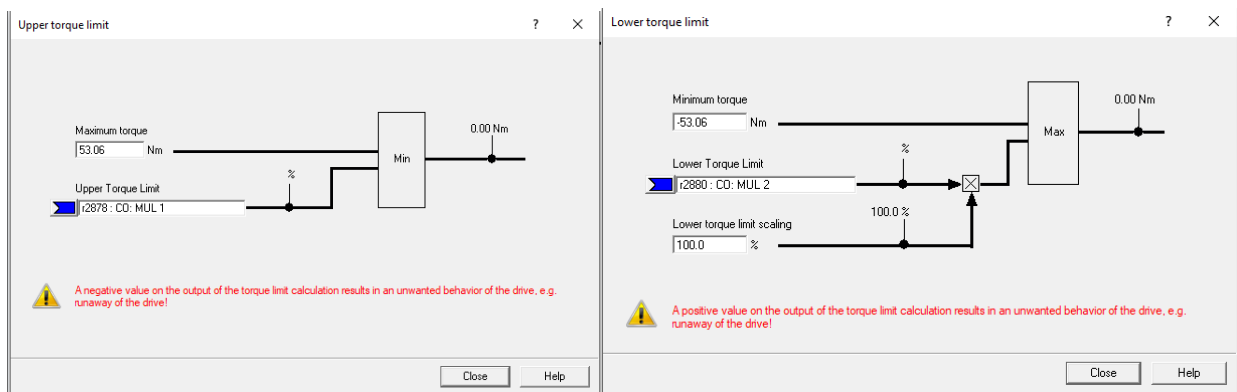 Upper torque limit
?
×
Maximum torque
53.06 Nm
Min
0.00 Nm
%
Upper Torque Limit
r2878 : CO: MUL 1
A negative value on the output of the torque limit calculation results in an unwanted behavior of the drive, e.g.
runaway of the drive!
Close
Help
Lower torque limit
?
×
Minimum torque
-53.06 Nm
Max
0.00 Nm
%
Lower Torque Limit
r2880 : CO: MUL 2
100.0 %
Lower torque limit scaling
100.0 %
A positive value on the output of the torque limit calculation results in an unwanted behavior of the drive, e.g.
runaway of the drive!
Close
Help